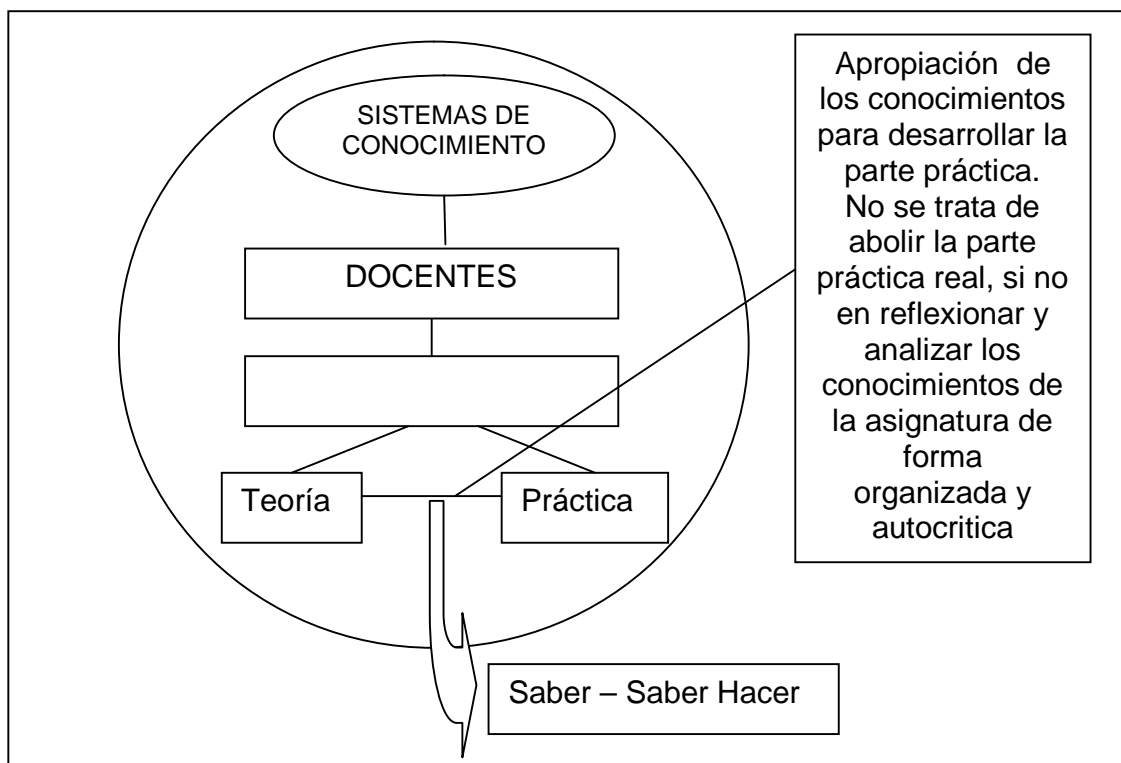 SISTEMAS DE
CONOCIMIENTO
DOCENTES
Teoría
Práctica
Saber – Saber Hacer
Apropiación de
los conocimientos
para desarrollar la
parte práctica.
No se trata de
abolir la parte
práctica real, si no
en reflexionar y
analizar los
conocimientos de
la asignatura de
forma
organizada y
autocritica